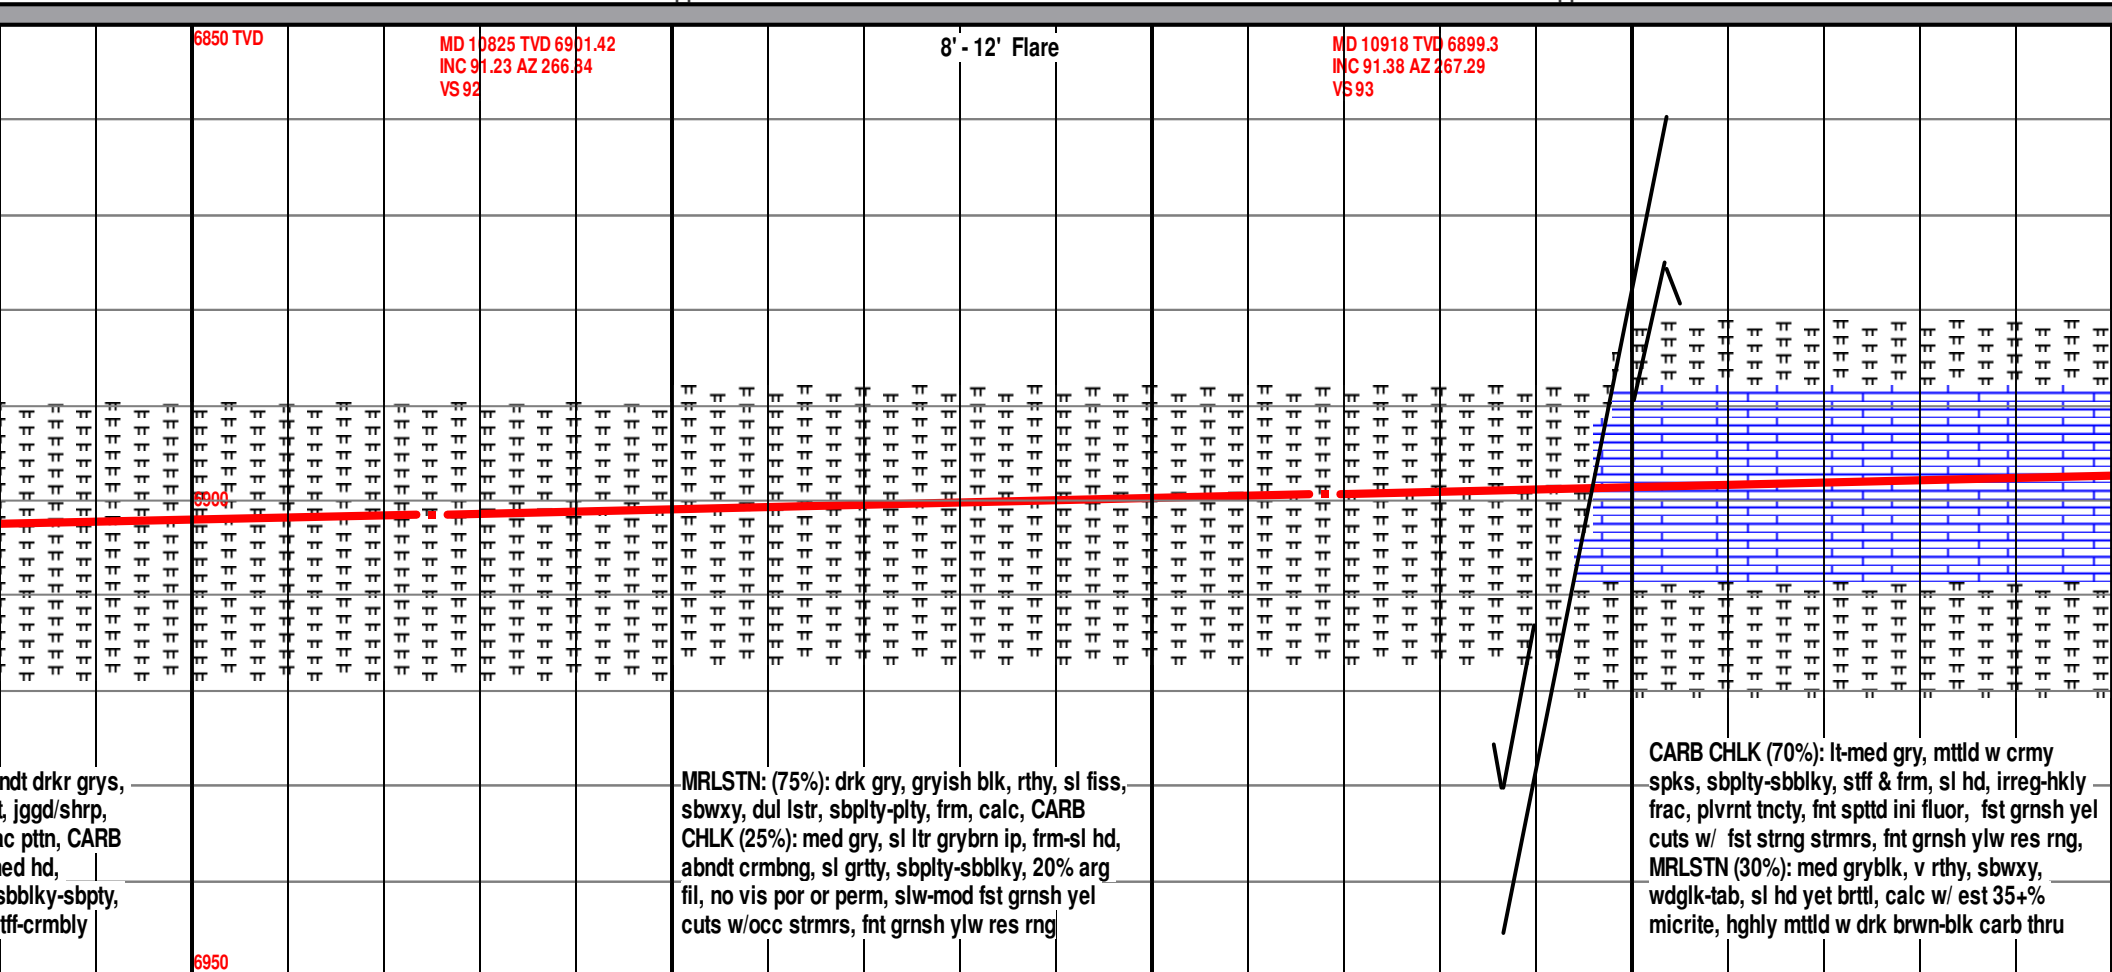 6850 TVD
MD 10825 TVD 6901.42
INC 91.23 AZ 266.84
VS 92
8' - 12' Flare
MD 10918 TVD 6899.3
INC 91.38 AZ 267.29
VS 93
6900
ndt drkr grys,
t, jggd/shrp,
ac pttn, CARB
ned hd,
sbblky-sbpty,
tff-crmbly
MRLSTN: (75%): drk gry, gryish blk, rthy, sl fiss,
sbwxy, dul lstr, sbplty-plty, frm, calc, CARB
CHLK (25%): med gry, sl ltr grybrn ip, frm-sl hd,
abndt crmbng, sl grtty, sbplty-sbblky, 20% arg
fil, no vis por or perm, slw-mod fst grnsh yel
cuts w/occ strmrs, fnt grnsh ylw res rng
CARB CHLK (70%): lt-med gry, mttld w crmy
spks, sbplty-sbblky, stff & frm, sl hd, irreg-hkly
frac, plvrnt tncty, fnt spttd ini fluor, fst grnsh yel
cuts w/ fst strng strmrs, fnt grnsh ylw res rng,
MRLSTN (30%): med gryblk, v rthy, sbwxy,
wdglk-tab, sl hd yet brttl, calc w/ est 35+%
micrite, hghly mttld w drk brwn-blk carb thru
6950